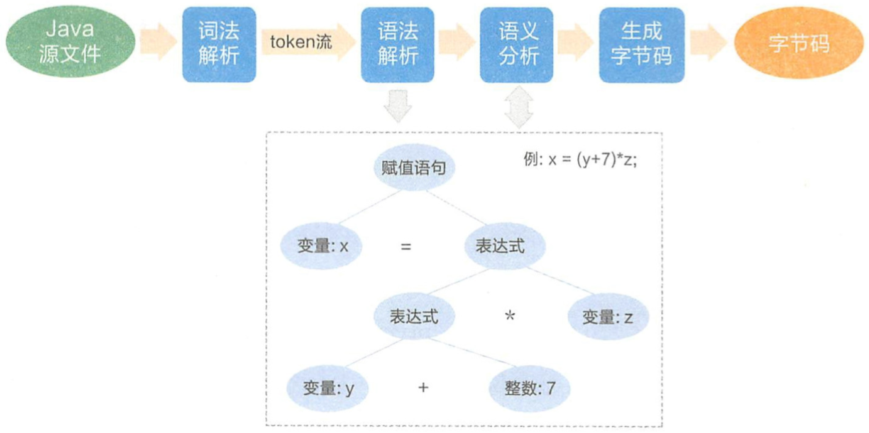 Java
源文件
词法
解析
token流
语法
解析
语义
分析
生成
字节码
字节码
赋值语句
例: x = (y+7)*z;
变量: x
=
表达式
表达式
*
变量: z
变量: y
+
整数: 7